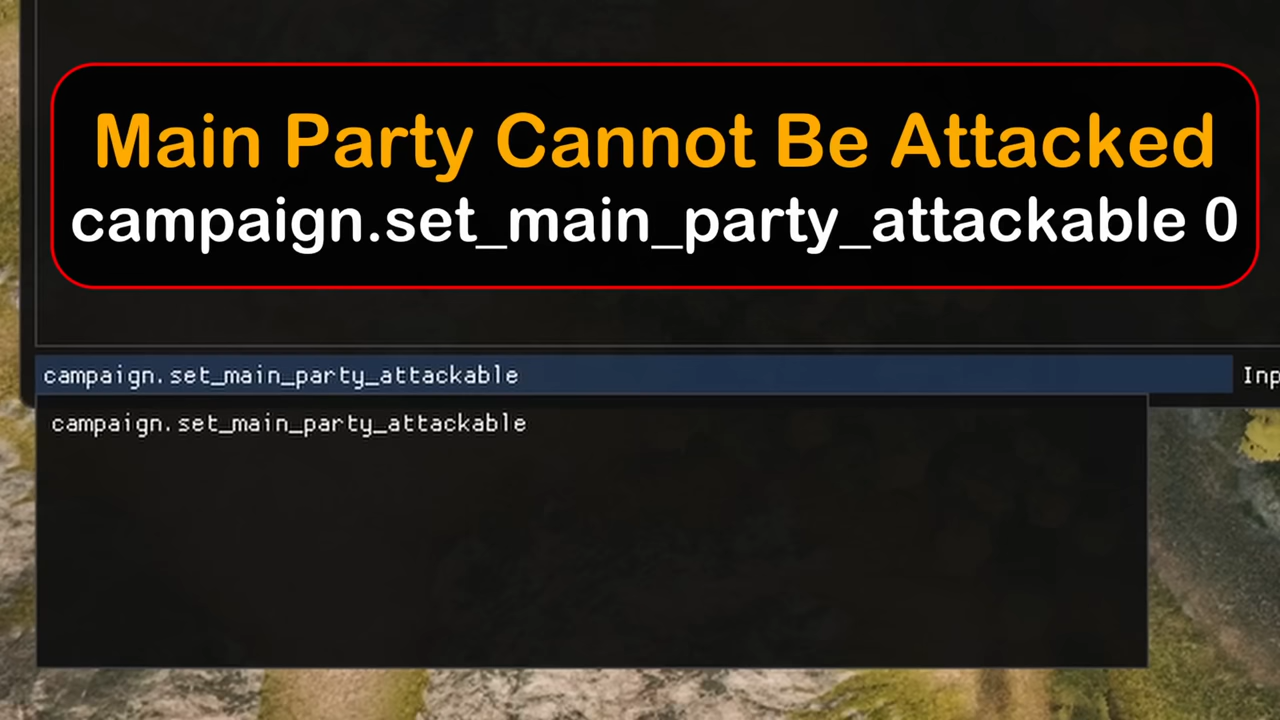 Main Party Cannot Be Attacked
campaign.set_main_party_attackable 0
campaign.set_main_party_attackable
Inp
campaign.set_main_party_attackable